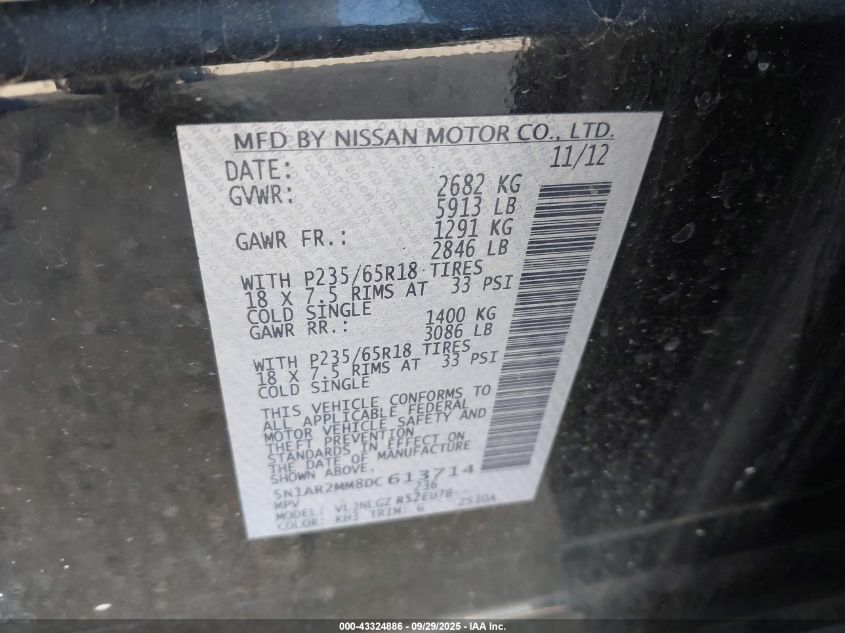 MFD BY NISSAN MOTOR CO., LTD.
DATE: 11/12
GVWR: 2682 KG
5913 LB
GAWR FR.: 1291 KG
2846 LB
WITH P235/65R18 TIRES
18 X 7.5 RIMS AT 33 PSI
COLD SINGLE
GAWR RR.: 1400 KG
3086 LB
WITH P235/65R18 TIRES
18 X 7.5 RIMS AT 33 PSI
COLD SINGLE
THIS VEHICLE CONFORMS TO
ALL APPLICABLE FEDERAL
MOTOR VEHICLE SAFETY AND
THEFT PREVENTION
STANDARDS IN EFFECT ON
THE DATE OF MANUFACTURE
SHOWN ABOVE.
5N1AR2MM8DC613714
MPV 236
MODEL: R52EU78-
COLOR: KH3 TRIM: G 2530A
000-43324886 - 09/29/2025 - IAA Inc.